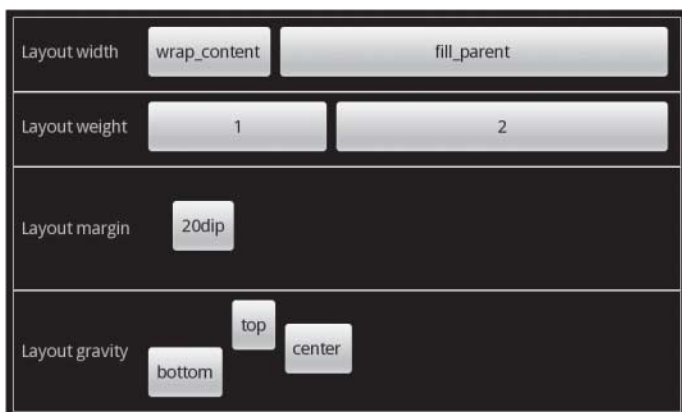 Layout width wrap_content fill_parent
Layout weight 1 2
Layout margin 20dip
Layout gravity bottom top center